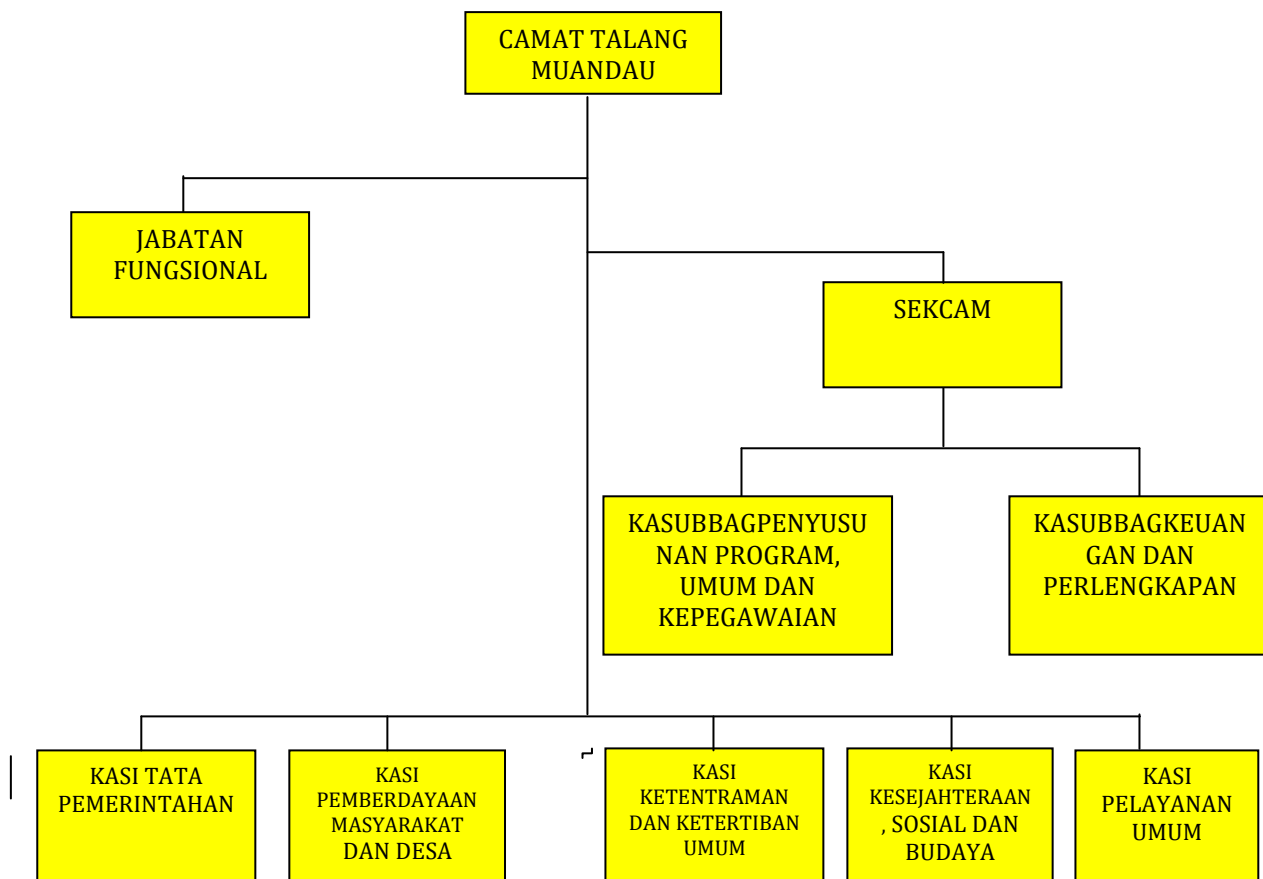 CAMAT TALANG
MUANDAU
JABATAN
FUNGSIONAL
SEKCAM
KASUBBAGPENYUSU
NAN PROGRAM,
UMUM DAN
KEPEGAWAIAN
KASUBBAGKEUAN
GAN DAN
PERLENGKAPAN
KASI TATA
PEMERINTAHAN
KASI
PEMBERDAYAAN
MASYARAKAT
DAN DESA
KASI
KETENTRAMAN
DAN KETERTIBAN
UMUM
KASI
KESEJAHTERAAN
, SOSIAL DAN
BUDAYA
KASI
PELAYANAN
UMUM